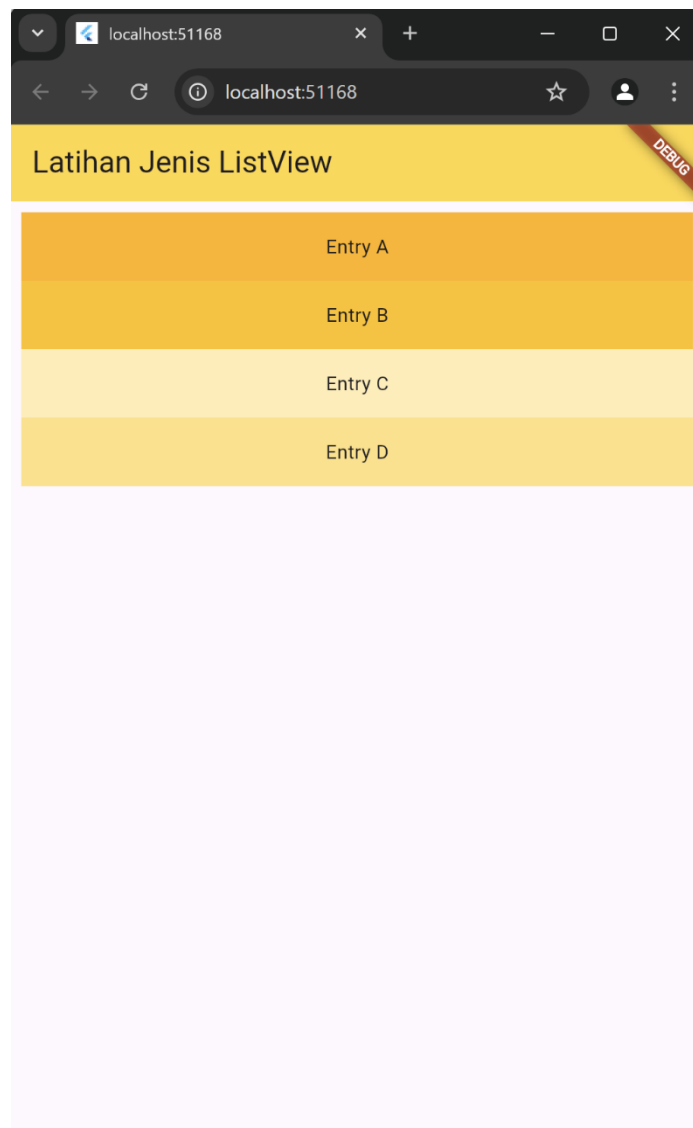 localhost:51168
localhost:51168
Latihan Jenis ListView
DEBUG
Entry A
Entry B
Entry C
Entry D